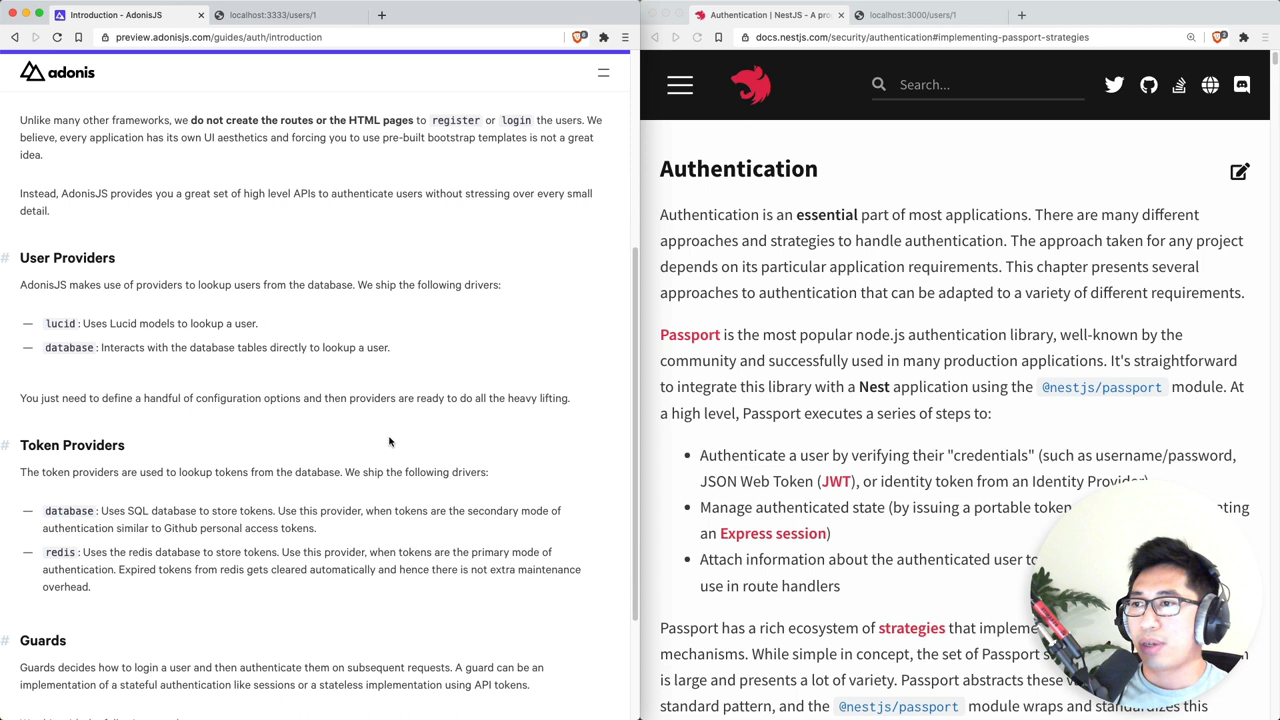 Introduction - AdonisJS
localhost:3333/users/1
preview.adonisjs.com/guides/auth/introduction
adonis
Unlike many other frameworks, we do not create the routes or the HTML pages to register or login the users. We
believe, every application has its own UI aesthetics and forcing you to use pre-built bootstrap templates is not a great
idea.
Instead, AdonisJS provides you a great set of high level APIs to authenticate users without stressing over every small
detail.
# User Providers
AdonisJS makes use of providers to lookup users from the database. We ship the following drivers:
— lucid: Uses Lucid models to lookup a user.
— database: Interacts with the database tables directly to lookup a user.
You just need to define a handful of configuration options and then providers are ready to do all the heavy lifting.
# Token Providers
The token providers are used to lookup tokens from the database. We ship the following drivers:
— database: Uses SQL database to store tokens. Use this provider, when tokens are the secondary mode of
authentication similar to Github personal access tokens.
— redis: Uses the redis database to store tokens. Use this provider, when tokens are the primary mode of
authentication. Expired tokens from redis gets cleared automatically and hence there is not extra maintenance
overhead.
# Guards
Guards decides how to login a user and then authenticate them on subsequent requests. A guard can be an
implementation of a stateful authentication like sessions or a stateless implementation using API tokens.
Authentication | NestJS - A pro
localhost:3000/users/1
docs.nestjs.com/security/authentication#implementing-passport-strategies
Search...
Authentication
Authentication is an essential part of most applications. There are many different
approaches and strategies to handle authentication. The approach taken for any project
depends on its particular application requirements. This chapter presents several
approaches to authentication that can be adapted to a variety of different requirements.
Passport is the most popular node.js authentication library, well-known by the
community and successfully used in many production applications. It's straightforward
to integrate this library with a Nest application using the @nestjs/passport module. At
a high level, Passport executes a series of steps to:
• Authenticate a user by verifying their "credentials" (such as username/password,
JSON Web Token (JWT), or identity token from an Identity Provider)
• Manage authenticated state (by issuing a portable token
an Express session)
• Attach information about the authenticated user to
use in route handlers
Passport has a rich ecosystem of strategies that impleme
mechanisms. While simple in concept, the set of Passport s
is large and presents a lot of variety. Passport abstracts these
standard pattern, and the @nestjs/passport module wraps and standardizes this